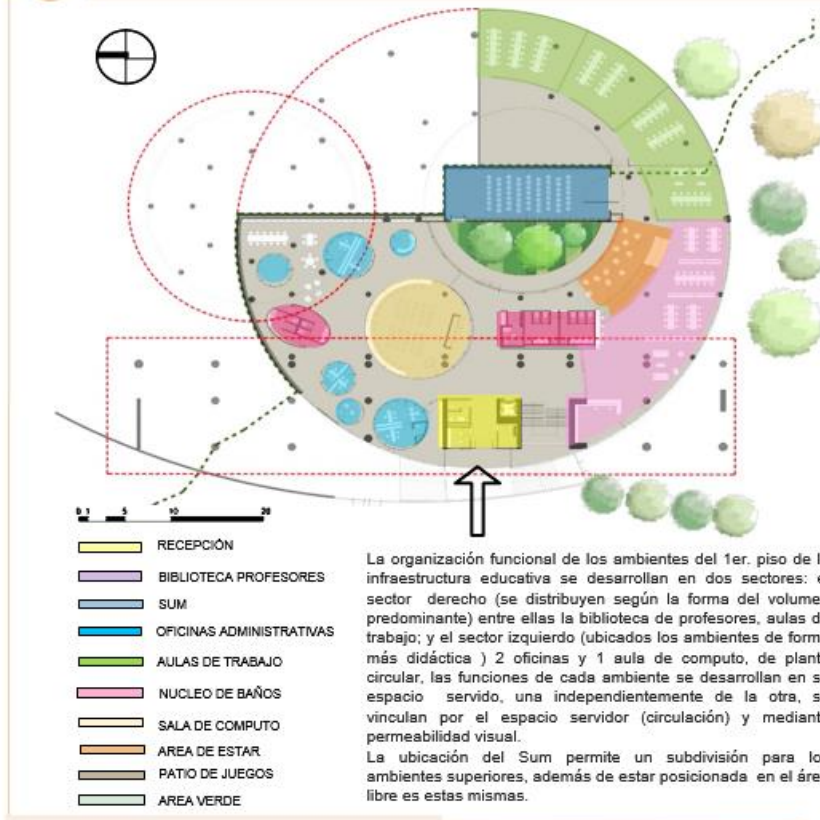 0 1 5 10 20
RECEPCIÓN
BIBLIOTECA PROFESORES
SUM
OFICINAS ADMINISTRATIVAS
AULAS DE TRABAJO
NUCLEO DE BAÑOS
SALA DE COMPUTO
AREA DE ESTAR
PATIO DE JUEGOS
AREA VERDE
La organización funcional de los ambientes del 1er. piso de l
infraestructura educativa se desarrollan en dos sectores: e
sector derecho (se distribuyen según la forma del volume
predominante) entre ellas la biblioteca de profesores, aulas d
trabajo; y el sector izquierdo (ubicados los ambientes de form
más didáctica ) 2 oficinas y 1 aula de computo, de plant
circular, las funciones de cada ambiente se desarrollan en s
espacio servido, una independientemente de la otra, s
vinculan por el espacio servidor (circulación) y mediant
permeabilidad visual.
La ubicación del Sum permite un subdivisión para lo
ambientes superiores, además de estar posicionada en el áre
libre es estas mismas.